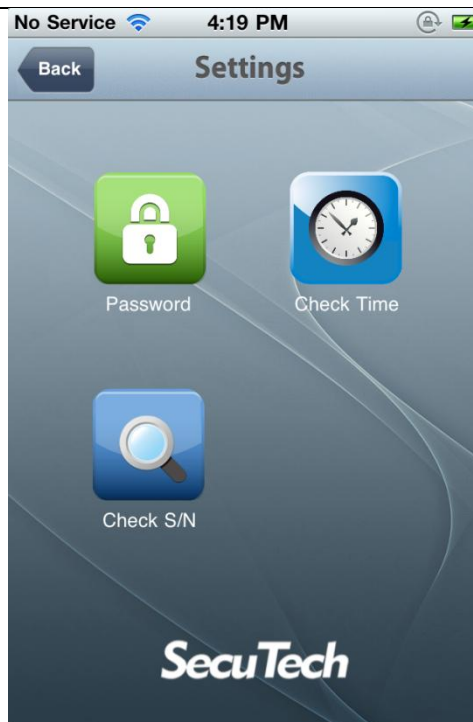 No Service 4:19 PM
Back Settings
Password Check Time
Check S/N
SecuTech